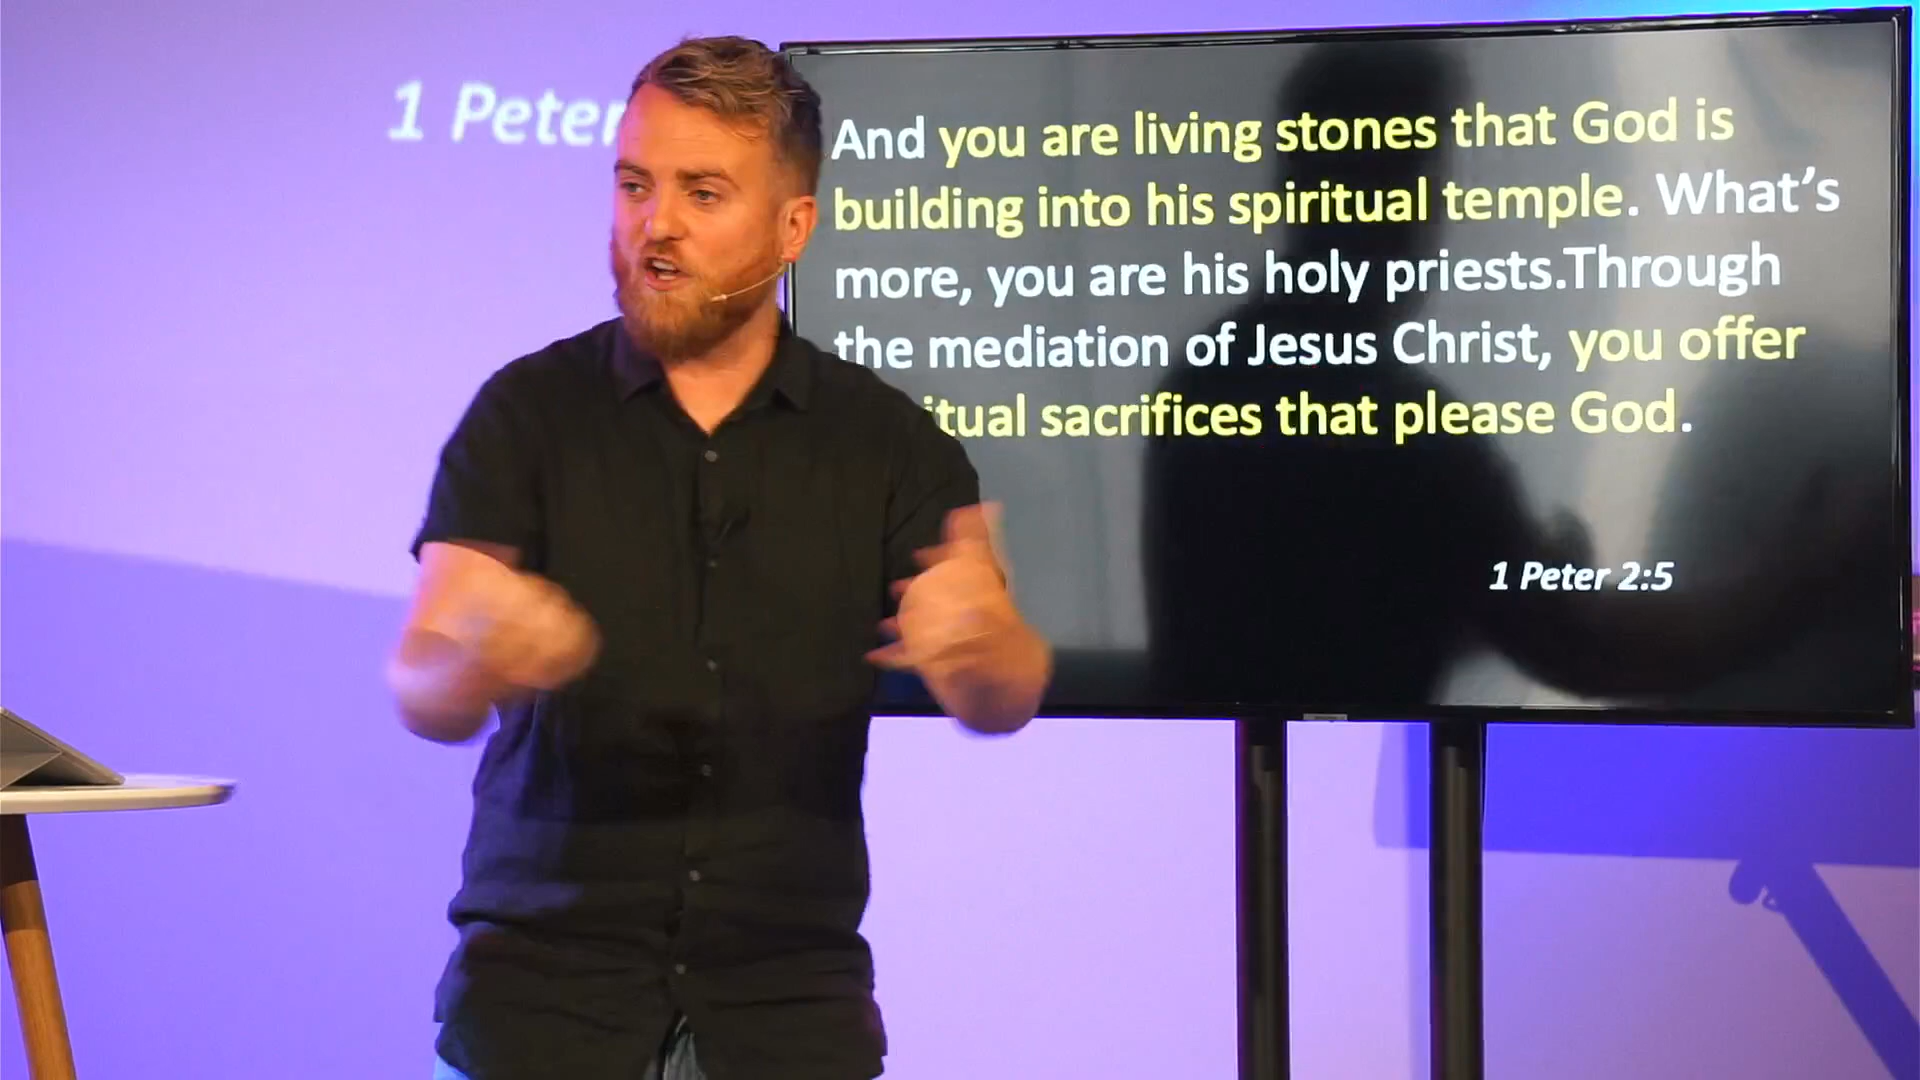 1 Peter
And you are living stones that God is
building into his spiritual temple. What's
more, you are his holy priests.Through
the mediation of Jesus Christ, you offer
itual sacrifices that please God.
1 Peter 2:5